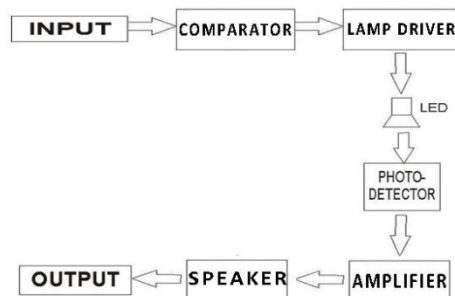 INPUT
COMPARATOR
LAMP DRIVER
LED
PHOTO-
DETECTOR
AMPLIFIER
SPEAKER
OUTPUT